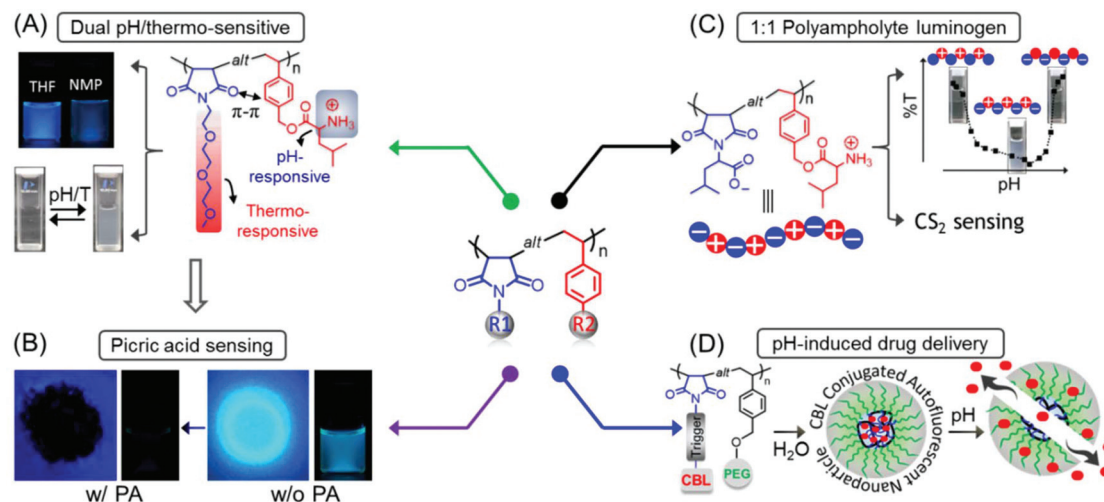 (A) Dual pH/thermo-sensitive
THF NMP
pH/T
alt
n
O N O
π-π
O
O
O
O
O
O
⊕
NH3
pH-
responsive
Thermo-
responsive
(B) Picric acid sensing
w/ PA w/o PA
alt
n
O N O
R1 R2
(C) 1:1 Polyampholyte luminogen
alt
n
O N O
O
O⁻
O
O
⊕
NH3
%T
pH
CS2 sensing
(D) pH-induced drug delivery
alt
n
O N O
Trigger
CBL
O
PEG
H2O
CBL Conjugated Autofluorescent Nanoparticle
pH